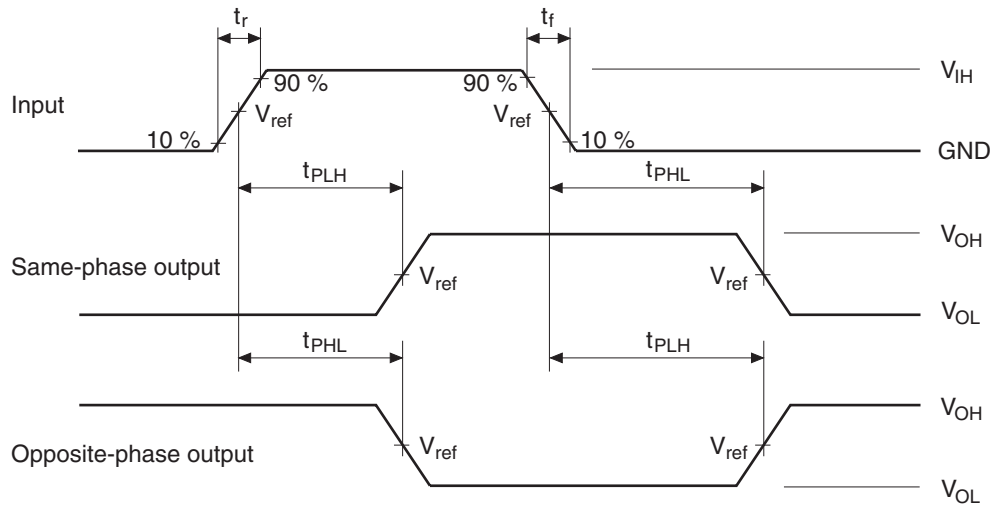 tr tf
90 % 90 % VIH
Input Vref Vref
10 % 10 % GND
tPLH tPHL
VOH
Same-phase output Vref Vref
VOL
tPHL tPLH
VOH
Opposite-phase output Vref Vref
VOL